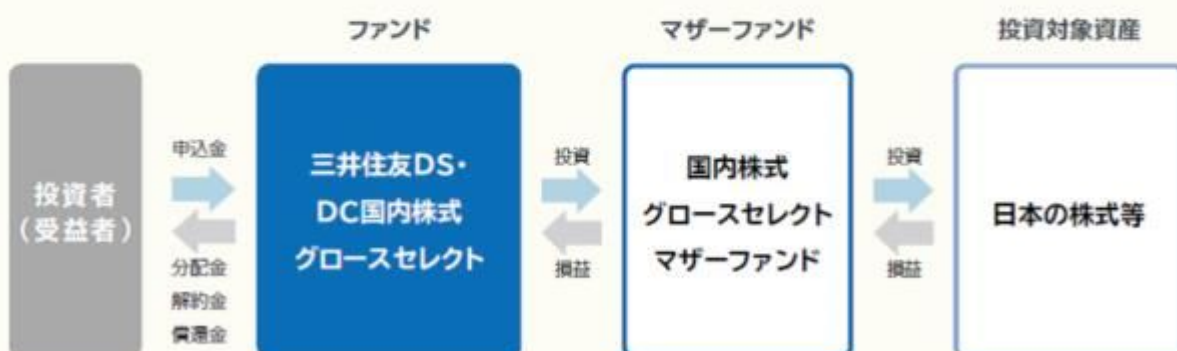 ファンド
マザーファンド
投資対象資産
投資者
(受益者)
申込金
分配金
解約金
償還金
三井住友DS・
DC国内株式
グロースセレクト
投資
損益
国内株式
グロースセレクト
マザーファンド
投資
損益
日本の株式等